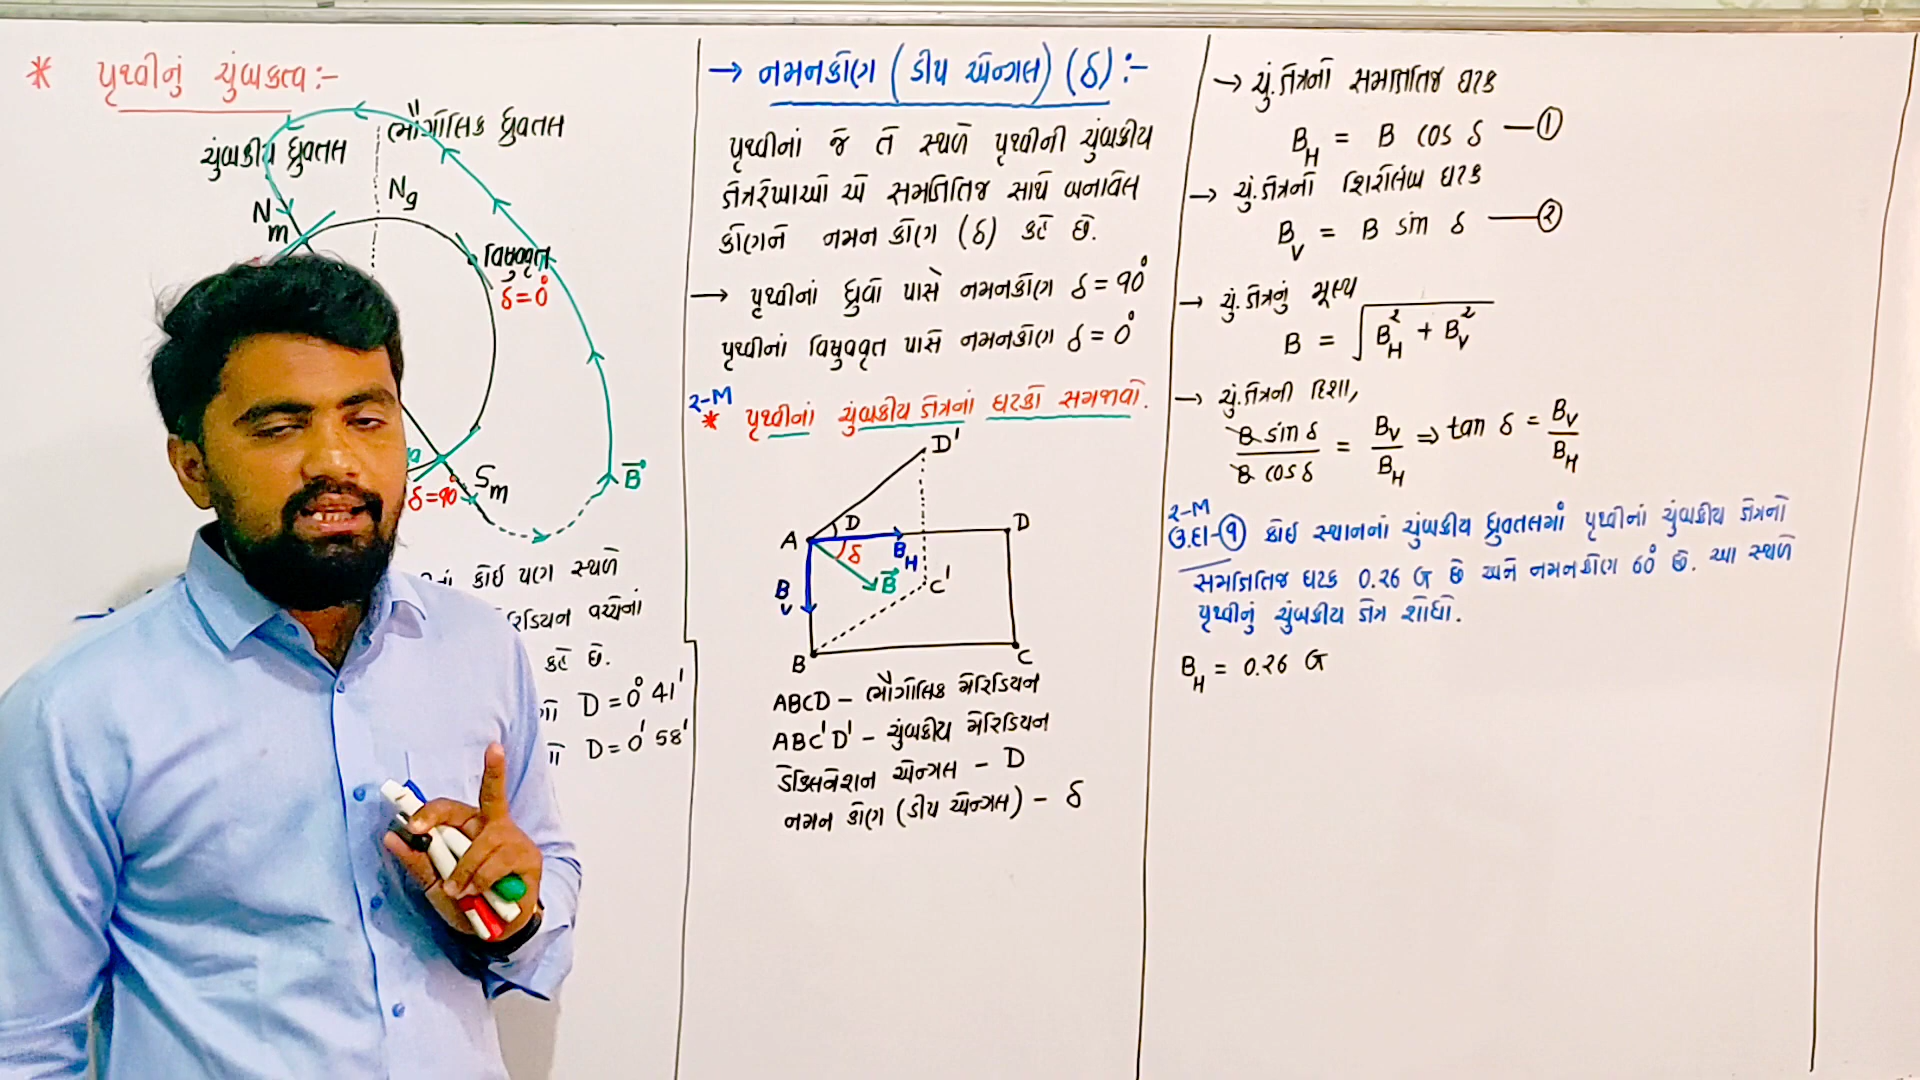 * પૃથ્વીનું ચુંબકત્વ:-
ભૌગોલિક ધ્રુવતલ
ચુંબકીય ધ્રુવતલ
Ng
Nm
વિષુવવૃત
δ=0°
δ=90
Sm
B
કોઈ પણ સ્થળે
વચ્ચેનાં
કહે છે.
D = 0° 41'
D = 0' 58'
→ નમનકોણ (ડીપ એન્ગલ) (δ):-
પૃથ્વીનાં જે તે સ્થળે પૃથ્વીની ચુંબકીય
ક્ષેત્રરેખાઓ એ સમક્ષિતિજ સાથે બનાવેલ
કોણને નમન કોણ (δ) કહે છે.
→ પૃથ્વીનાં ધ્રુવો પાસે નમનકોણ δ = 90°
પૃથ્વીનાં વિષુવવૃત પાસે નમનકોણ δ = 0°
2-M
* પૃથ્વીનાં ચુંબકીય ક્ષેત્રનાં ઘટકો સમજાવો.
D'
A D BH D
δ
Bv B C'
B C
ABCD - ભૌગોલિક મેરિડિયન
ABC'D' - ચુંબકીય મેરિડિયન
ડેક્લિનેશન એન્ગલ - D
નમન કોણ (ડીપ એન્ગલ) - δ
→ ચું.ક્ષેત્રનો સમક્ષિતિજ ઘટક
BH = B cos δ —①
→ ચું.ક્ષેત્રનો શિરોલંબ ઘટક
Bv = B sin δ —②
→ ચું.ક્ષેત્રનું મૂલ્ય
B = √(BH² + Bv²)
→ ચું.ક્ષેત્રની દિશા,
B sin δ / B cos δ = Bv / BH ⇒ tan δ = Bv / BH
2-M
ઉ.દા-① કોઈ સ્થાનનાં ચુંબકીય ધ્રુવતલમાં પૃથ્વીનાં ચુંબકીય ક્ષેત્રનો
સમક્ષિતિજ ઘટક 0.26 G છે અને નમનકોણ 60° છે. આ સ્થળે
પૃથ્વીનું ચુંબકીય ક્ષેત્ર શોધો.
BH = 0.26 G